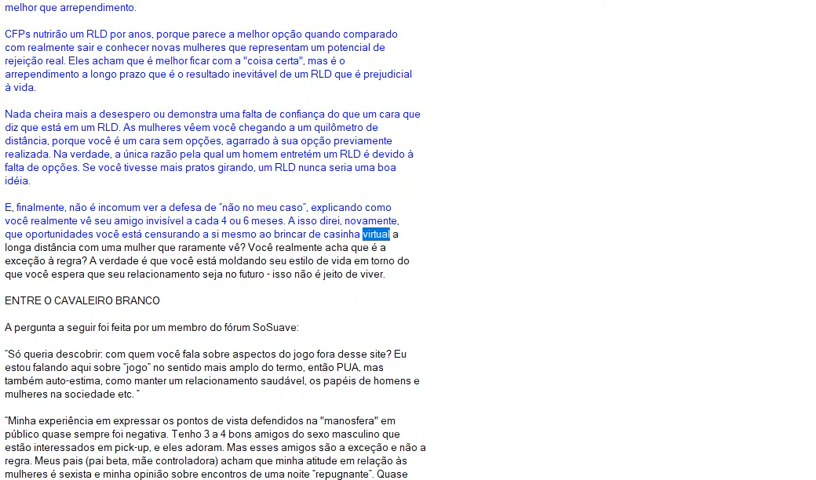 melhor que arrependimento.
CFPs nutrirão um RLD por anos, porque parece a melhor opção quando comparado
com realmente sair e conhecer novas mulheres que representam um potencial de
rejeição real. Eles acham que é melhor ficar com a "coisa certa", mas é o
arrependimento a longo prazo que é o resultado inevitável de um RLD que é prejudicial
à vida.
Nada cheira mais a desespero ou demonstra uma falta de confiança do que um cara que
diz que está em um RLD. As mulheres vêem você chegando a um quilômetro de
distância, porque você é um cara sem opções, agarrado à sua opção previamente
realizada. Na verdade, a única razão pela qual um homem entretém um RLD é devido à
falta de opções. Se você tivesse mais pratos girando, um RLD nunca seria uma boa
idéia.
E, finalmente, não é incomum ver a defesa de "não no meu caso", explicando como
você realmente vê seu amigo invisível a cada 4 ou 6 meses. A isso direi, novamente,
que oportunidades você está censurando a si mesmo ao brincar de casinha virtual a
longa distância com uma mulher que raramente vê? Você realmente acha que é a
exceção à regra? A verdade é que você está moldando seu estilo de vida em torno do
que você espera que seu relacionamento seja no futuro - isso não é jeito de viver.
ENTRE O CAVALEIRO BRANCO
A pergunta a seguir foi feita por um membro do fórum SoSuave:
"Só queria descobrir: com quem você fala sobre aspectos do jogo fora desse site? Eu
estou falando aqui sobre "jogo" no sentido mais amplo do termo, então PUA, mas
também auto-estima, como manter um relacionamento saudável, os papéis de homens e
mulheres na sociedade etc. "
"Minha experiência em expressar os pontos de vista defendidos na "manosfera" em
público quase sempre foi negativa. Tenho 3 a 4 bons amigos do sexo masculino que
estão interessados em pick-up, e eles adoram. Mas esses amigos são a exceção e não a
regra. Meus pais (pai beta, mãe controladora) acham que minha atitude em relação às
mulheres é sexista e minha opinião sobre encontros de uma noite "repugnante". Quase